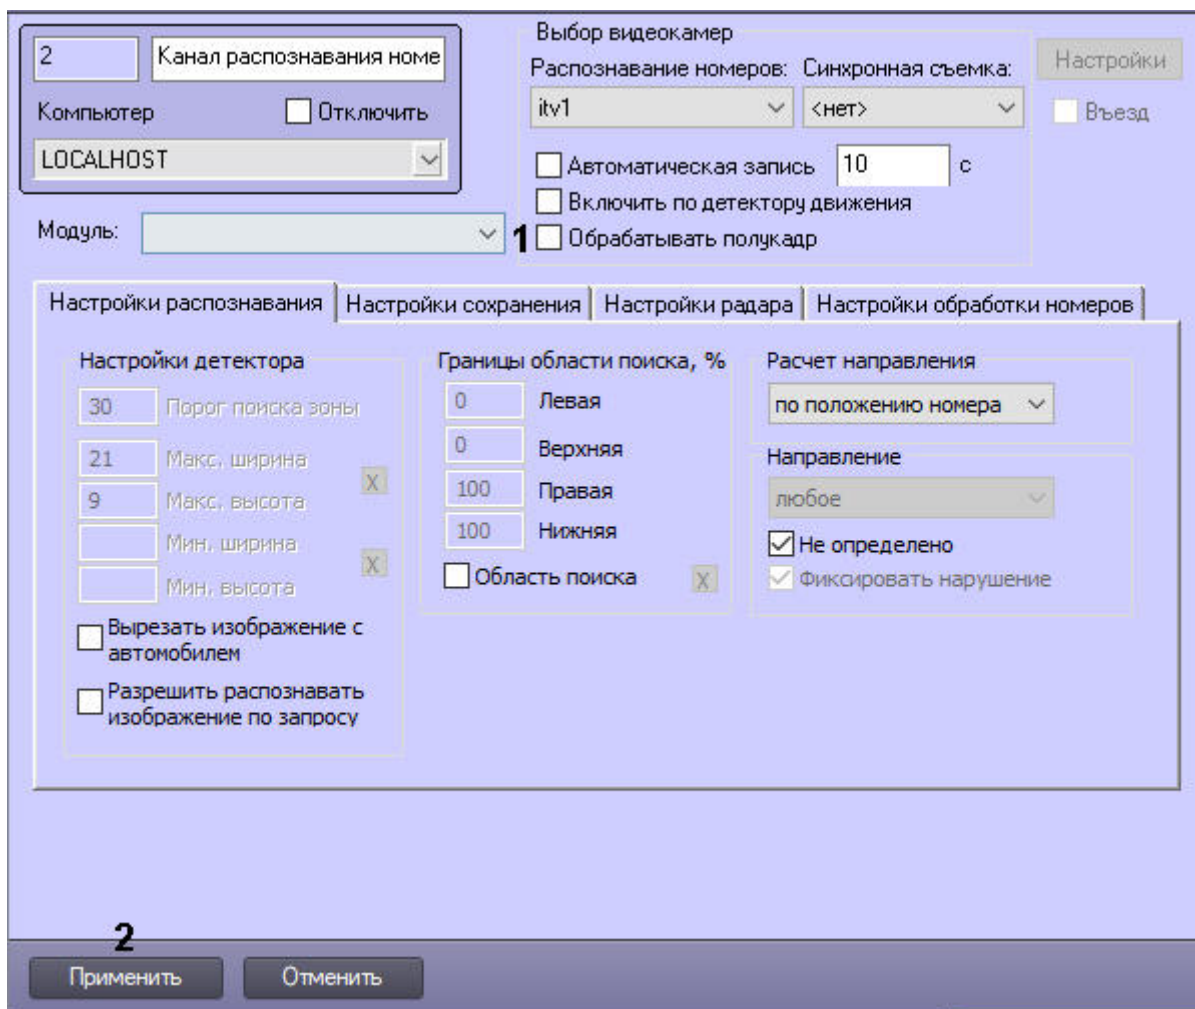 2
Канал распознавания номе
Компьютер
Отключить
LOCALHOST
Выбор видеокамер
Распознавание номеров:
Синхронная съемка:
itv1
<нет>
Настройки
Въезд
Автоматическая запись
10
с
Включить по детектору движения
1
Обрабатывать полукадр
Модуль:
Настройки распознавания
Настройки сохранения
Настройки радара
Настройки обработки номеров
Настройки детектора
30
Порог поиска зоны
21
Макс. ширина
9
Макс. высота
X
Мин. ширина
Мин. высота
X
Вырезать изображение с
автомобилем
Разрешить распознавать
изображение по запросу
Границы области поиска, %
0
Левая
0
Верхняя
100
Правая
100
Нижняя
Область поиска
X
Расчет направления
по положению номера
Направление
любое
Не определено
Фиксировать нарушение
2
Применить
Отменить